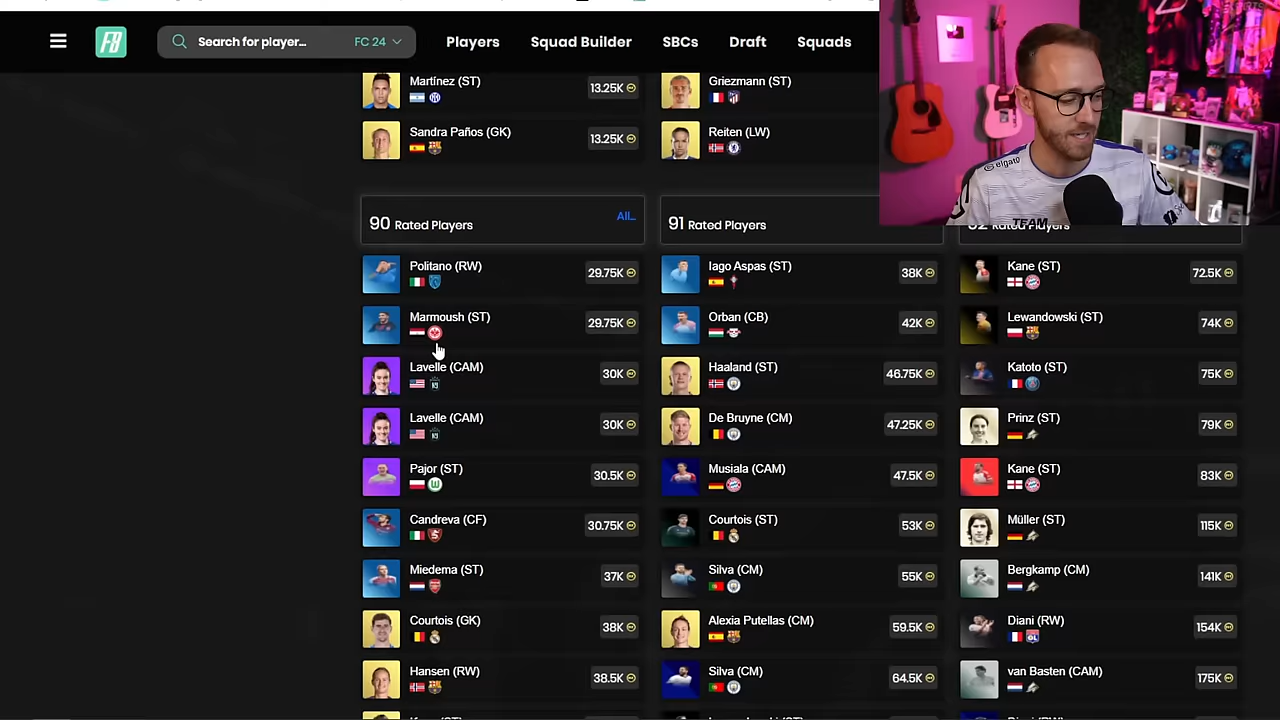 FB
Search for player...
FC 24
Players
Squad Builder
SBCs
Draft
Squads
Martínez (ST)
13.25K
Griezmann (ST)
Sandra Paños (GK)
13.25K
Reiten (LW)
elgato
TEAM
90 Rated Players
All...
91 Rated Players
92 Rated Players
Politano (RW)
29.75K
Iago Aspas (ST)
38K
Kane (ST)
72.5K
Marmoush (ST)
29.75K
Orban (CB)
42K
Lewandowski (ST)
74K
Lavelle (CAM)
30K
Haaland (ST)
46.75K
Katoto (ST)
75K
Lavelle (CAM)
30K
De Bruyne (CM)
47.25K
Prinz (ST)
79K
Pajor (ST)
30.5K
Musiala (CAM)
47.5K
Kane (ST)
83K
Candreva (CF)
30.75K
Courtois (ST)
53K
Müller (ST)
115K
Miedema (ST)
37K
Silva (CM)
55K
Bergkamp (CM)
141K
Courtois (GK)
38K
Alexia Putellas (CM)
59.5K
Diani (RW)
154K
Hansen (RW)
38.5K
Silva (CM)
64.5K
van Basten (CAM)
175K